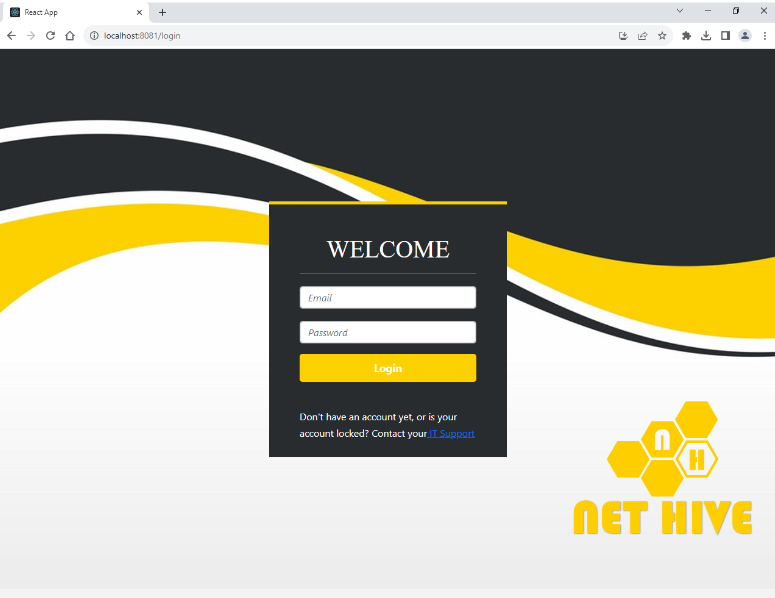 React App
localhost:8081/login
WELCOME
Email
Password
Login
Don't have an account yet, or is your
account locked? Contact your IT Support
N
H
NET HIVE